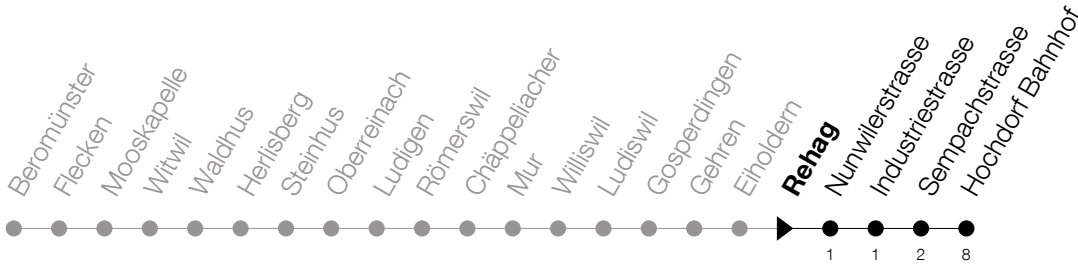 Beromünster
Flecken
Mooskapelle
Witwil
Waldhus
Herlisberg
Steinhus
Oberreinach
Ludigen
Römerswil
Chäppeliacher
Mur
Williswil
Ludiswil
Gosperdingen
Gehren
Eiholdern
Rehag
Nunwilerstrasse
Industriestrasse
Sempachstrasse
Hochdorf Bahnhof
1 1 2 8